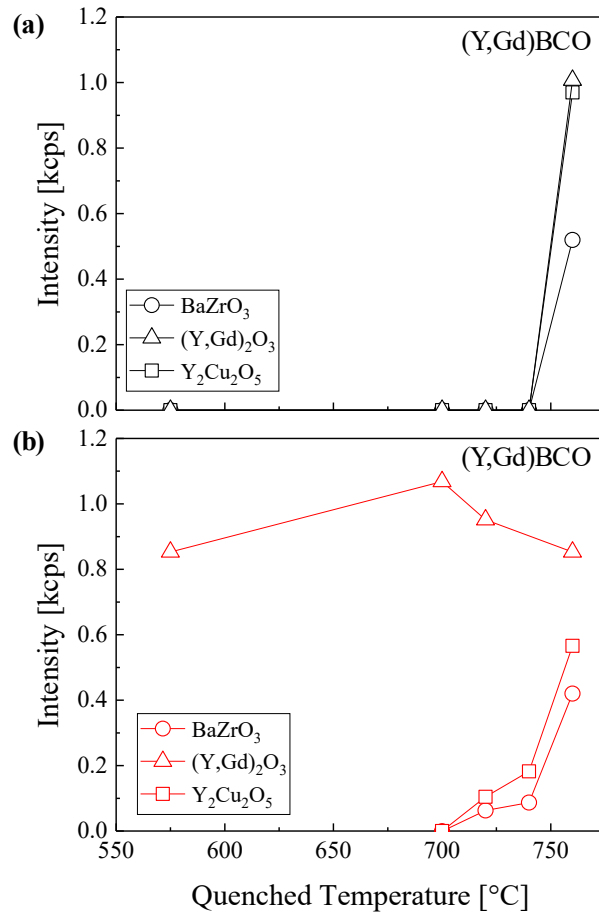 (a)
(Y,Gd)BCO
1.2
1.0
0.8
0.6
0.4
0.2
0.0
Intensity [kcps]
BaZrO₃
(Y,Gd)₂O₃
Y₂Cu₂O₅
(b)
(Y,Gd)BCO
1.2
1.0
0.8
0.6
0.4
0.2
0.0
Intensity [kcps]
BaZrO₃
(Y,Gd)₂O₃
Y₂Cu₂O₅
550 600 650 700 750
Quenched Temperature [°C]